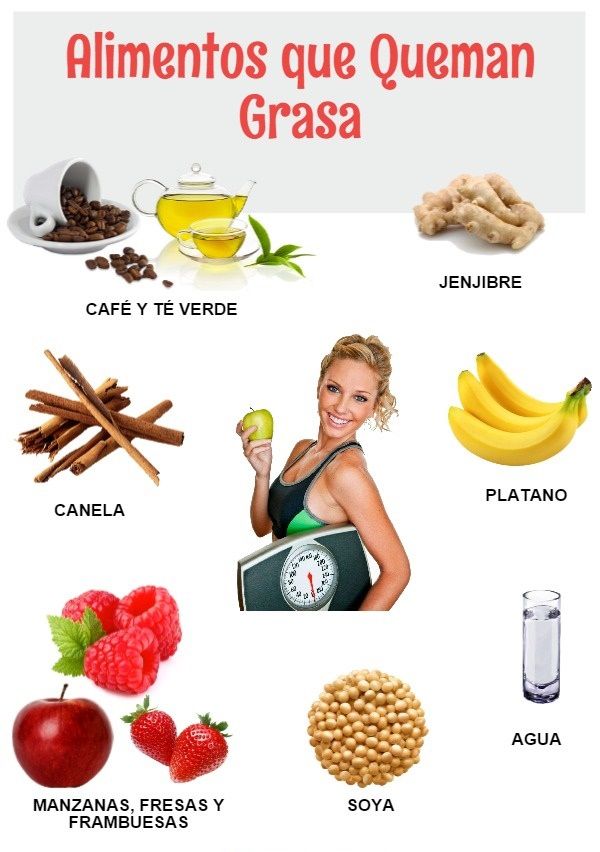 Alimentos que Queman
Grasa
CAFÉ Y TÉ VERDE
JENJIBRE
CANELA
PLATANO
MANZANAS, FRESAS Y
FRAMBUESAS
SOYA
AGUA